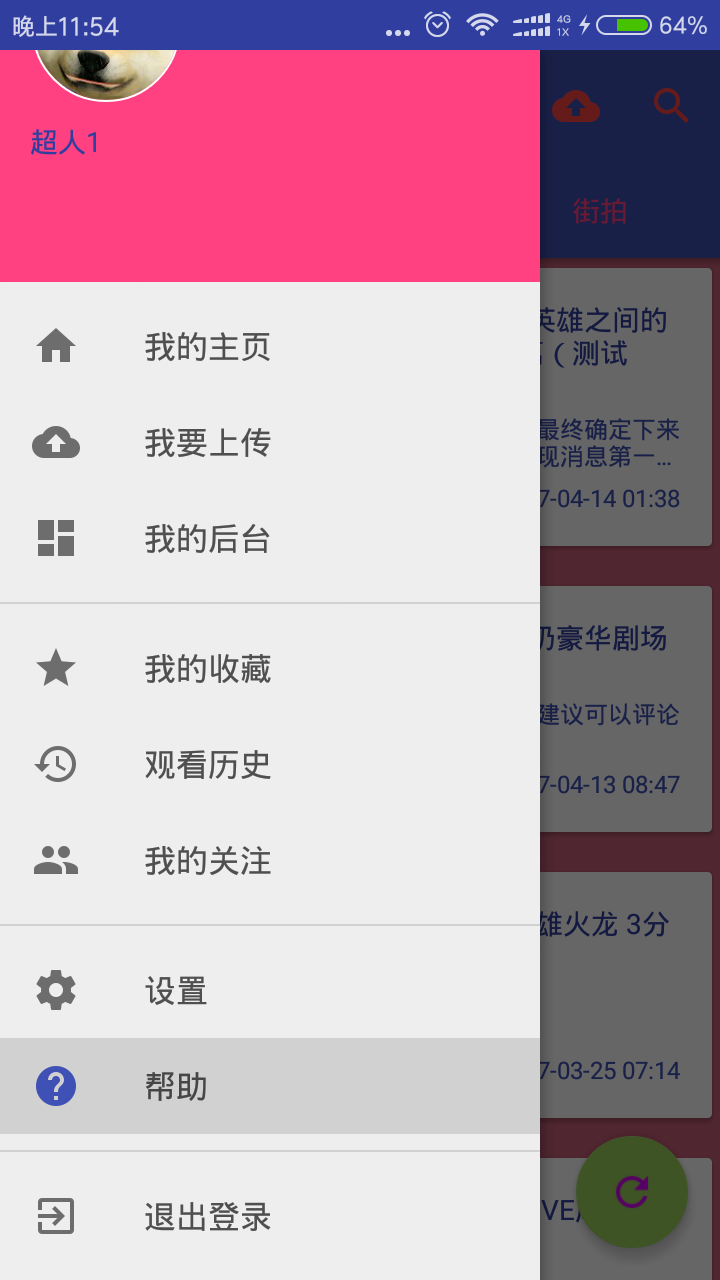 晚上11:54
4G
1X
64%
超人1
街拍
我的主页
我要上传
我的后台
我的收藏
观看历史
我的关注
设置
帮助
退出登录
英雄之间的
（测试
最终确定下来
现消息第一...
7-04-14 01:38
豪华剧场
建议可以评论
7-04-13 08:47
雄火龙 3分
7-03-25 07:14
VE